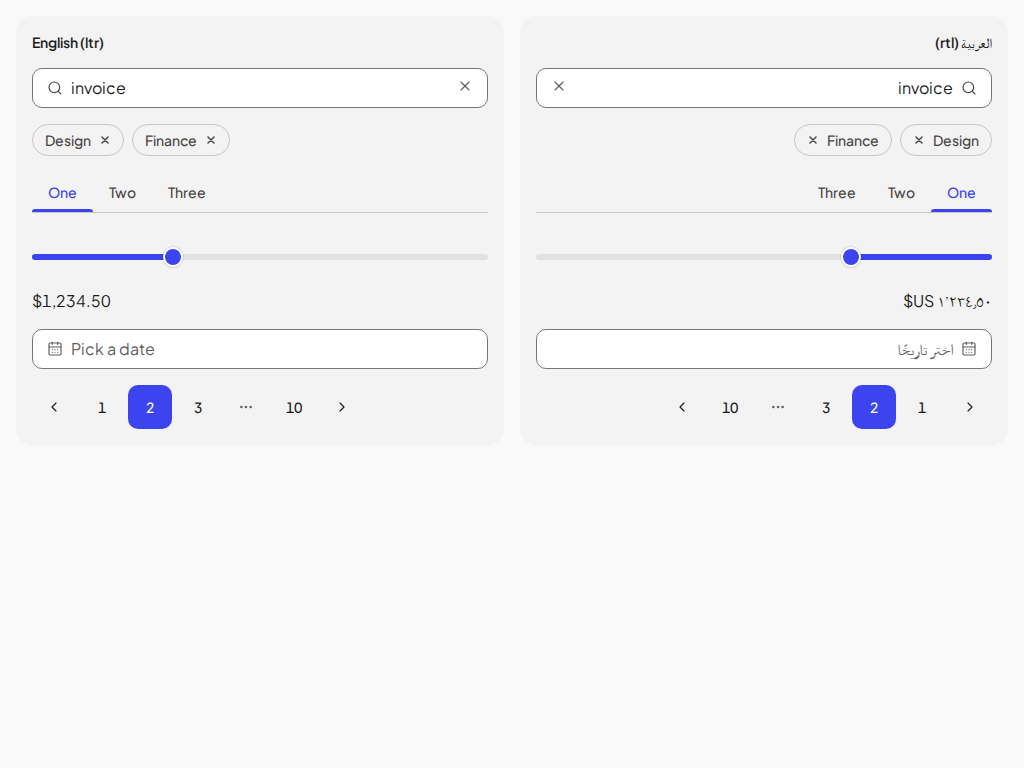 English (ltr)
invoice
Design
Finance
One Two Three
$1,234.50
Pick a date
1 2 3 ... 10
العربية (rtl)
invoice
Design
Finance
One Two Three
١٬٢٣٤٫٥٠ US$
اختر تاريخًا
1 2 3 ... 10